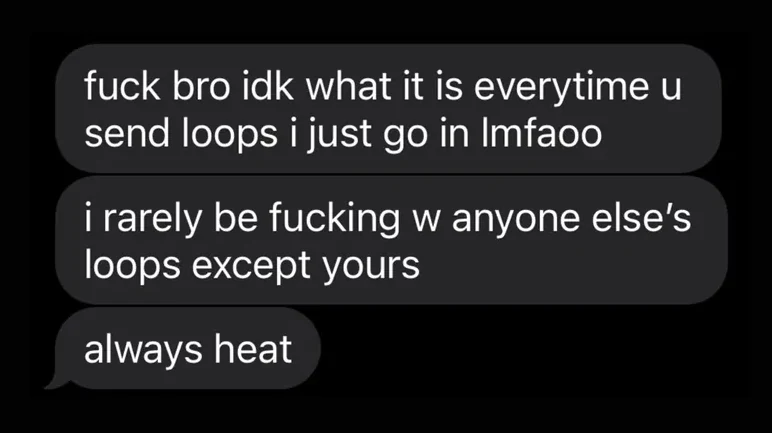 fuck bro idk what it is everytime u
send loops i just go in lmfaoo
i rarely be fucking w anyone else’s
loops except yours
always heat